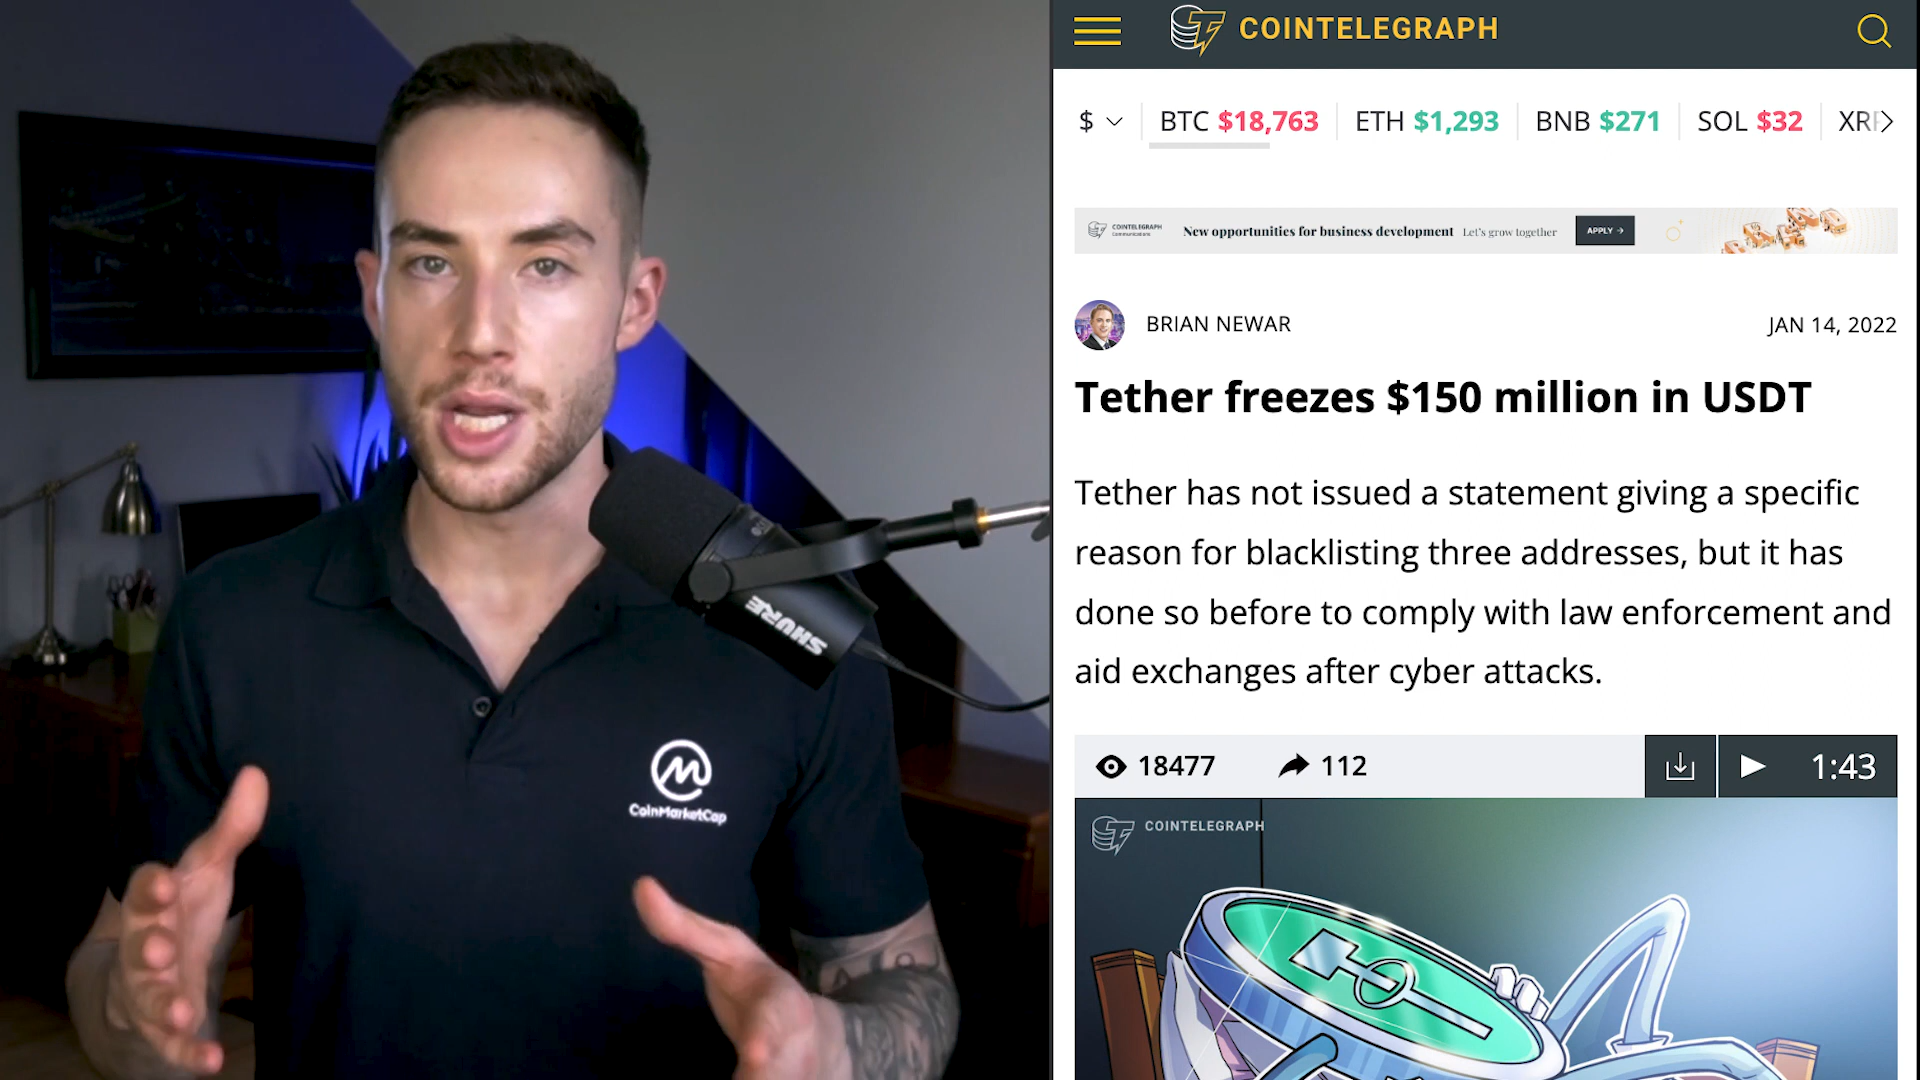 SHURE
CoinMarketCap
COINTELEGRAPH
$ BTC $18,763 ETH $1,293 BNB $271 SOL $32
COINTELEGRAPH New opportunities for business development Let's grow together APPLY →
Communications
BRIAN NEWAR JAN 14, 2022
Tether freezes $150 million in USDT
Tether has not issued a statement giving a specific
reason for blacklisting three addresses, but it has
done so before to comply with law enforcement and
aid exchanges after cyber attacks.
18477 112 1:43
COINTELEGRAPH